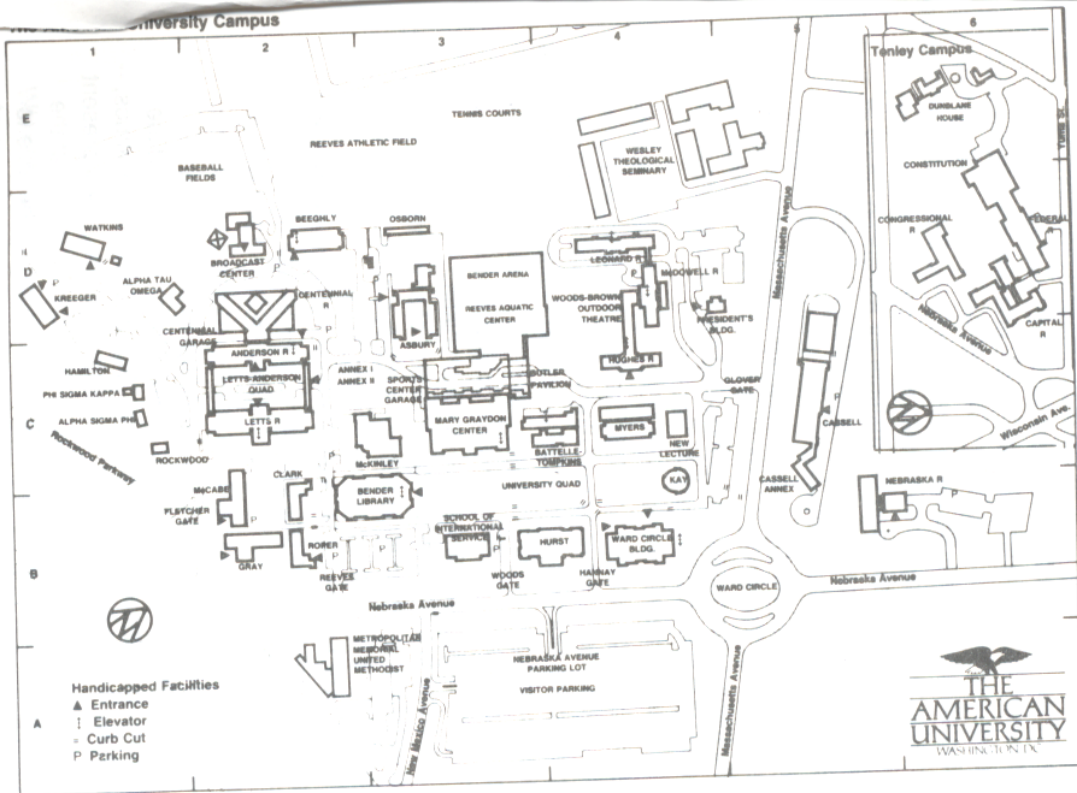 University Campus
1
2
3
4
5
6
E
D
C
B
A
Tenley Campus
DUNBLANE
HOUSE
YUMA ST.
CONSTITUTION
CONGRESSIONAL
R
FEDERAL
R
CAPITAL
R
Nebraska Avenue
Wisconsin Ave.
TENNIS COURTS
REEVES ATHLETIC FIELD
BASEBALL
FIELDS
WESLEY
THEOLOGICAL
SEMINARY
Massachusetts Avenue
WATKINS
BEEGHLY
OSBORN
BROADCAST
CENTER
KREEGER
ALPHA TAU
OMEGA
CENTENNIAL
R
CENTENNIAL
GARAGE
BENDER ARENA
REEVES AQUATIC
CENTER
LEONARD R
McDOWELL R
WOODS-BROWN
OUTDOOR
THEATRE
PRESIDENT'S
BLDG.
ASBURY
ANDERSON R
LETTS-ANDERSON
QUAD
LETTS R
HAMILTON
PHI SIGMA KAPPA
ALPHA SIGMA PHI
ROCKWOOD
Rockwood Parkway
ANNEX I
ANNEX II
SPORTS
CENTER
GARAGE
BUTLER
PAVILION
HUGHES R
GLOVER
GATE
MARY GRAYDON
CENTER
BATTELLE
TOMPKINS
MYERS
NEW
LECTURE
CASSELL
CASSELL
ANNEX
McKINLEY
McCABE
CLARK
FLETCHER
GATE
BENDER
LIBRARY
UNIVERSITY QUAD
KAY
NEBRASKA R
P
SCHOOL OF
INTERNATIONAL
SERVICE
HURST
WARD CIRCLE
BLDG.
GRAY
ROPER
REEVES
GATE
WOODS
GATE
HANNAY
GATE
WARD CIRCLE
Nebraska Avenue
Nebraska Avenue
METROPOLITAN
MEMORIAL
UNITED
METHODIST
NEBRASKA AVENUE
PARKING LOT
VISITOR PARKING
New Mexico Avenue
Massachusetts Avenue
Handicapped Facilities
▲ Entrance
Elevator
= Curb Cut
P Parking
THE
AMERICAN
UNIVERSITY
WASHINGTON DC